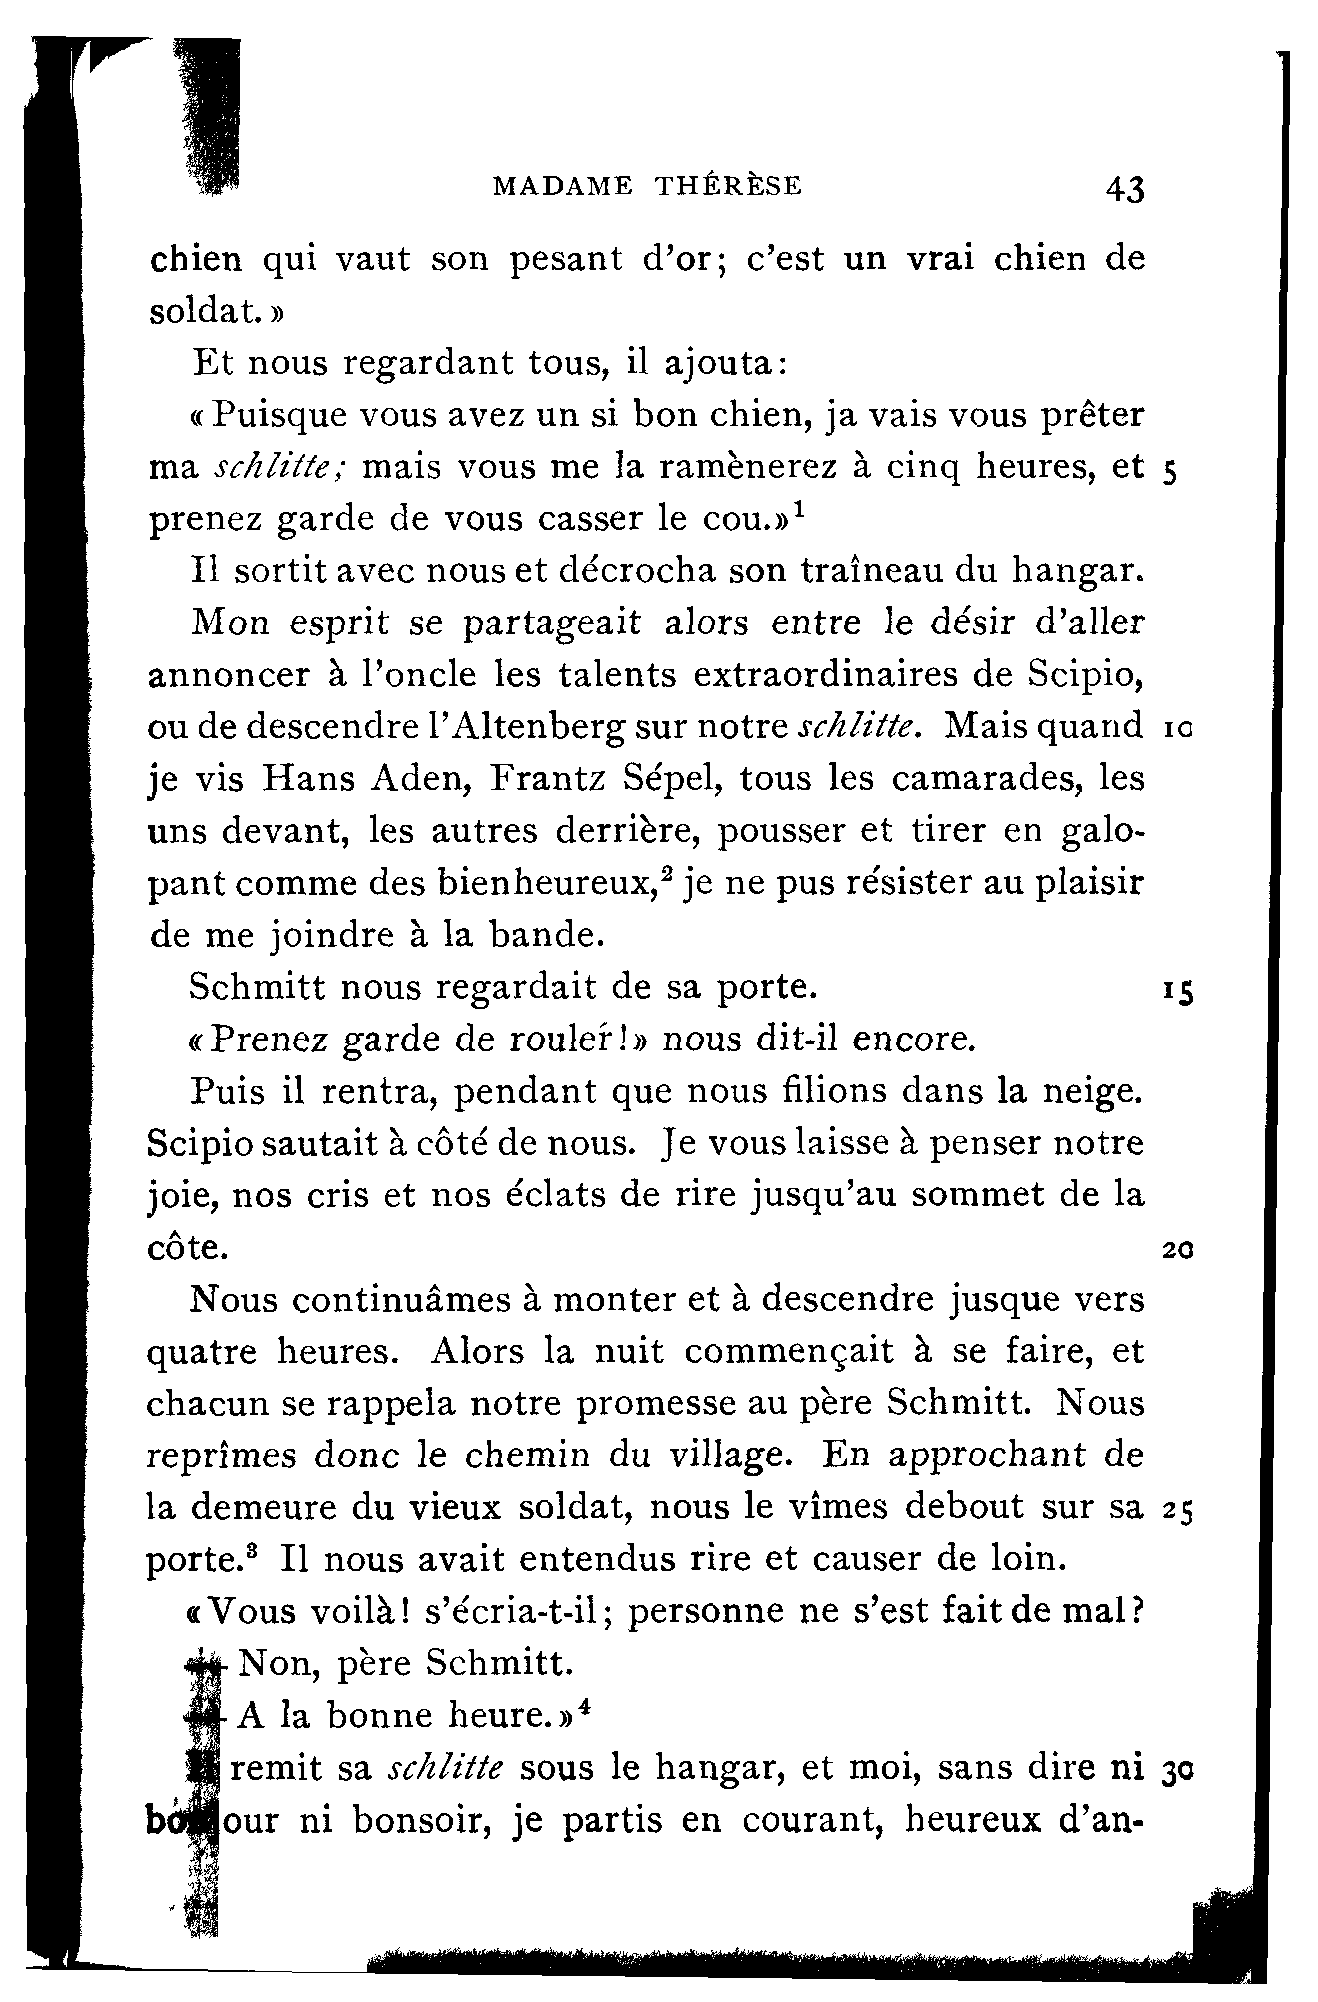 MADAME THÉRÈSE 43
chien qui vaut son pesant d'or; c'est un vrai chien de
soldat.»
Et nous regardant tous, il ajouta:
«Puisque vous avez un si bon chien, ja vais vous prêter
ma schlitte; mais vous me la ramènerez à cinq heures, et 5
prenez garde de vous casser le cou.»¹
Il sortit avec nous et décrocha son traîneau du hangar.
Mon esprit se partageait alors entre le désir d'aller
annoncer à l'oncle les talents extraordinaires de Scipio,
ou de descendre l'Altenberg sur notre schlitte. Mais quand 10
je vis Hans Aden, Frantz Sépel, tous les camarades, les
uns devant, les autres derrière, pousser et tirer en galo-
pant comme des bienheureux,² je ne pus résister au plaisir
de me joindre à la bande.
Schmitt nous regardait de sa porte. 15
«Prenez garde de rouler!» nous dit-il encore.
Puis il rentra, pendant que nous filions dans la neige.
Scipio sautait à côté de nous. Je vous laisse à penser notre
joie, nos cris et nos éclats de rire jusqu'au sommet de la
côte. 20
Nous continuâmes à monter et à descendre jusque vers
quatre heures. Alors la nuit commençait à se faire, et
chacun se rappela notre promesse au père Schmitt. Nous
reprîmes donc le chemin du village. En approchant de
la demeure du vieux soldat, nous le vîmes debout sur sa 25
porte.³ Il nous avait entendus rire et causer de loin.
«Vous voilà! s'écria-t-il; personne ne s'est fait de mal?
— Non, père Schmitt.
— A la bonne heure.»⁴
Il remit sa schlitte sous le hangar, et moi, sans dire ni 30
bonjour ni bonsoir, je partis en courant, heureux d'an-